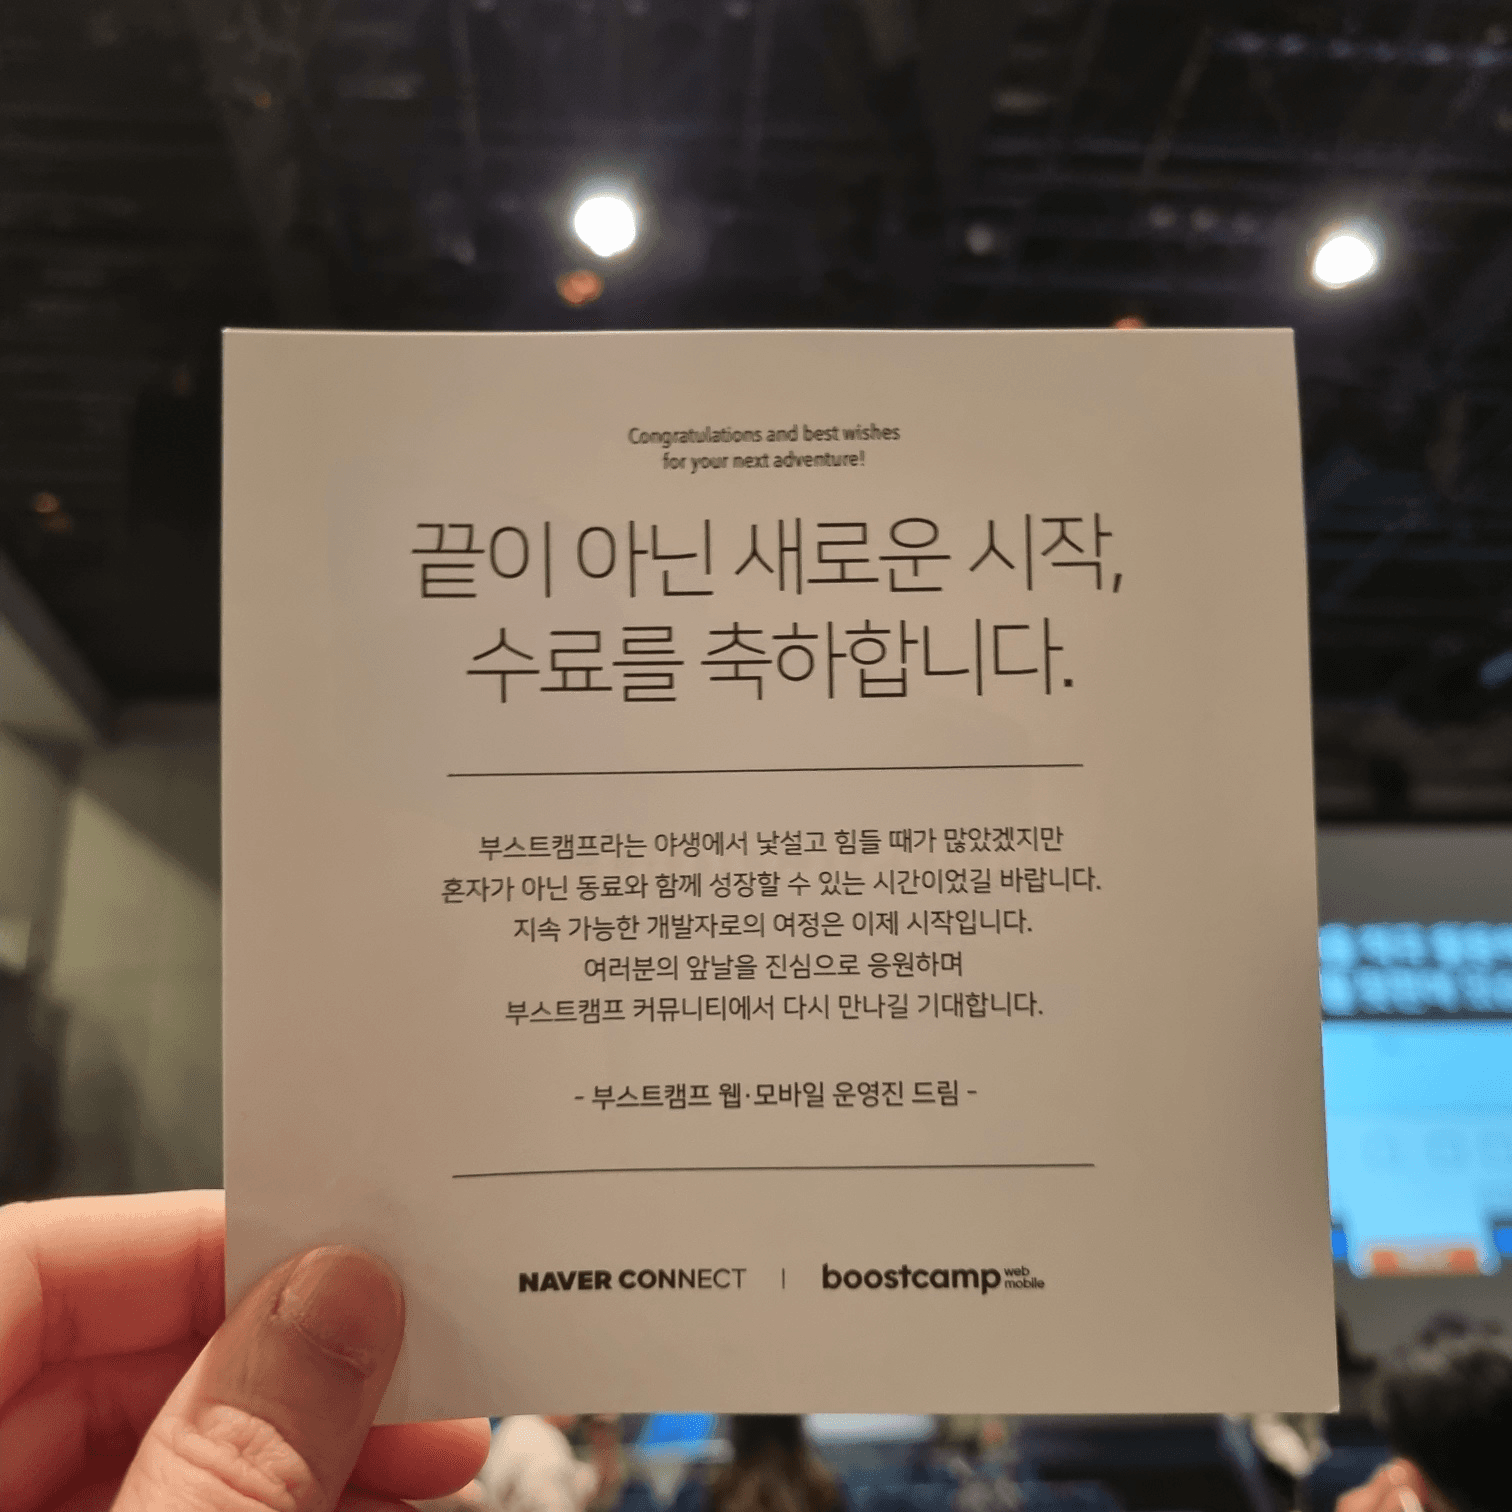 Congratulations and best wishes
for your next adventure!
끝이 아닌 새로운 시작,
수료를 축하합니다.
부스트캠프라는 야생에서 낯설고 힘들 때가 많았겠지만
혼자가 아닌 동료와 함께 성장할 수 있는 시간이었길 바랍니다.
지속 가능한 개발자로의 여정은 이제 시작입니다.
여러분의 앞날을 진심으로 응원하며
부스트캠프 커뮤니티에서 다시 만나길 기대합니다.
- 부스트캠프 웹·모바일 운영진 드림 -
NAVER CONNECT | boostcamp web mobile